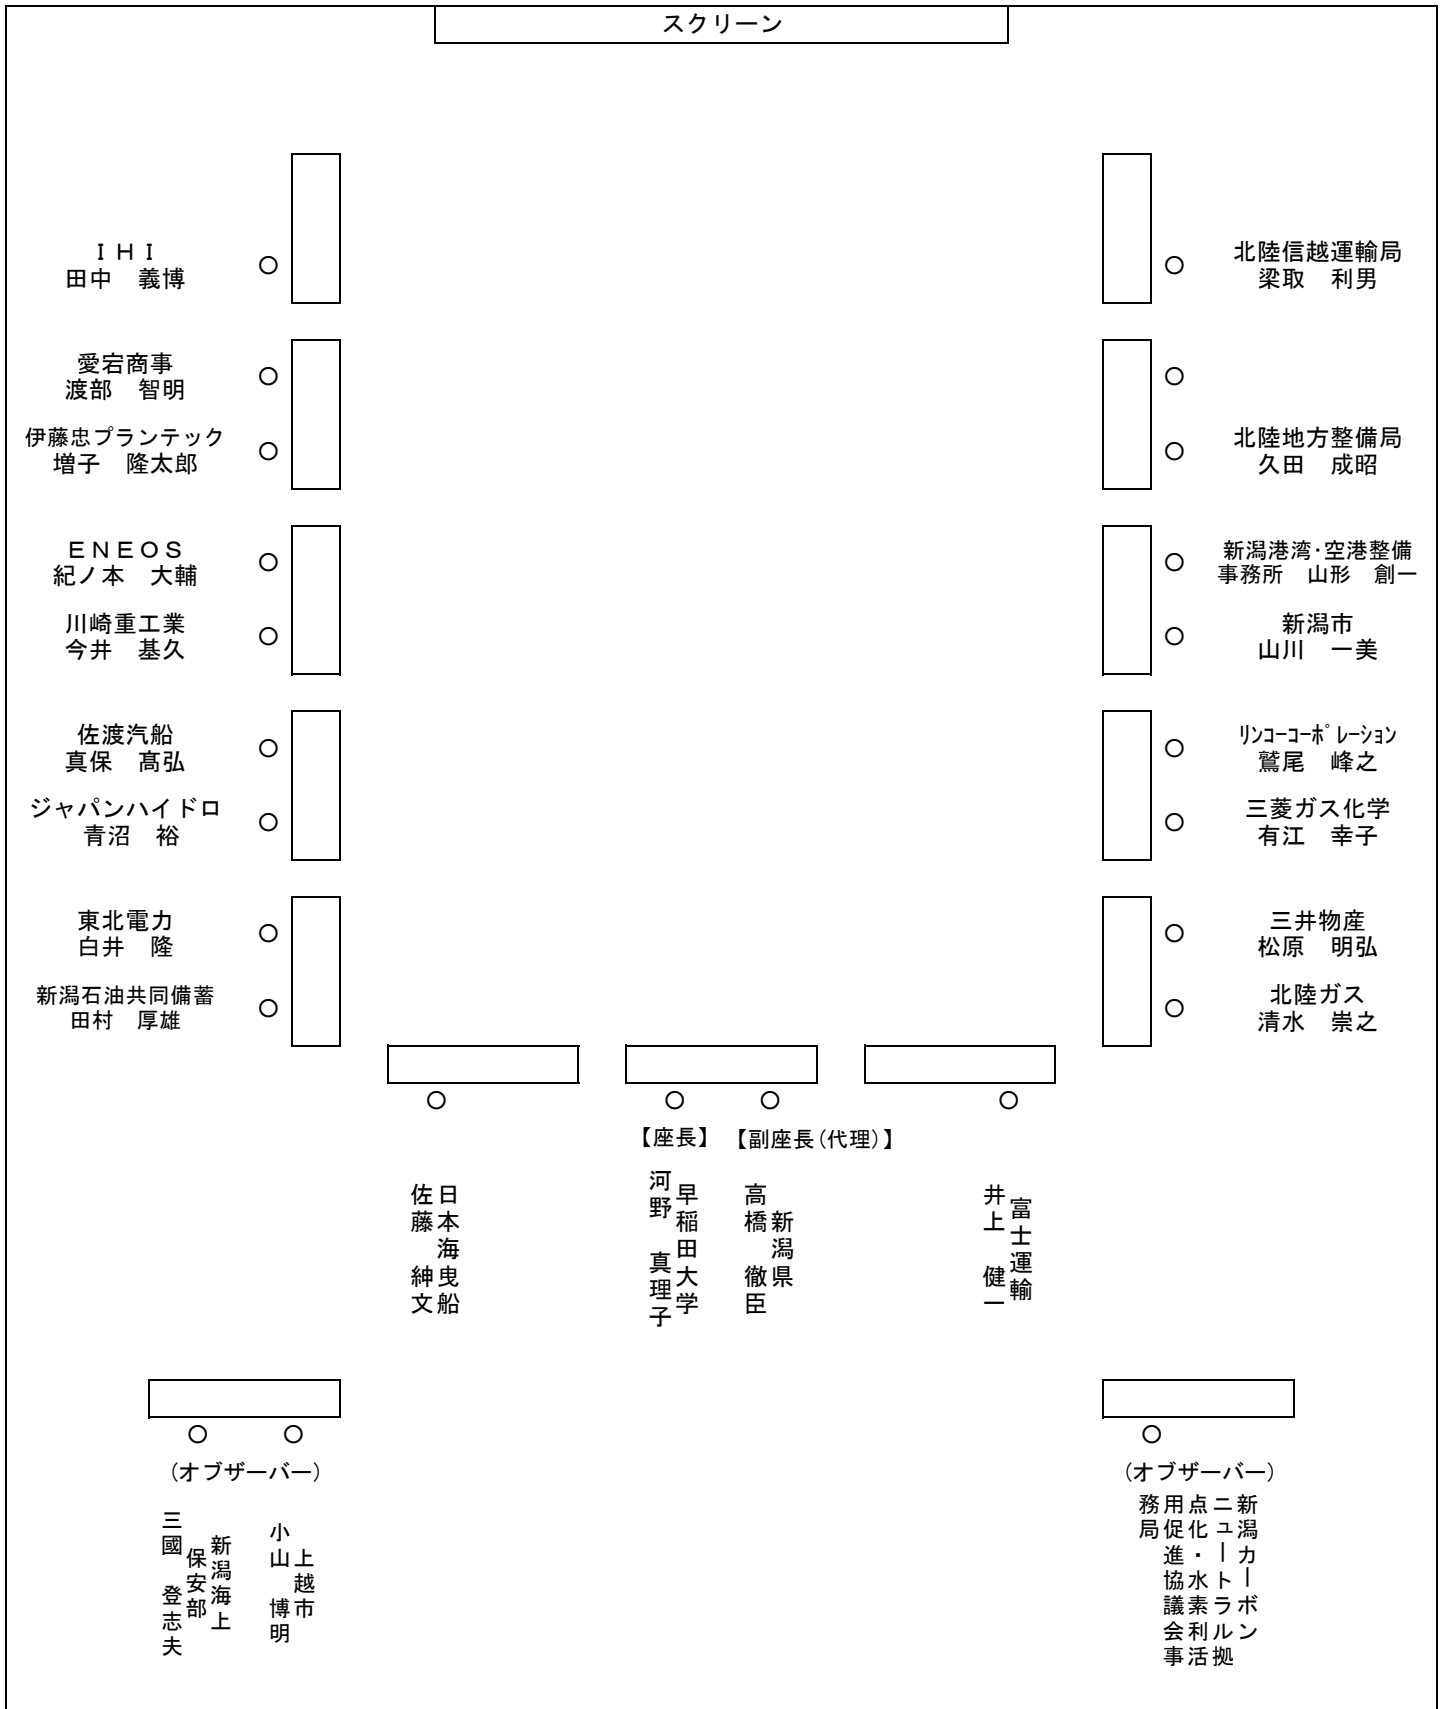 スクリーン
ＩＨＩ
田中　義博
愛宕商事
渡部　智明
伊藤忠プランテック
増子　隆太郎
ＥＮＥＯＳ
紀ノ本　大輔
川崎重工業
今井　基久
佐渡汽船
真保　髙弘
ジャパンハイドロ
青沼　裕
東北電力
白井　隆
新潟石油共同備蓄
田村　厚雄
北陸信越運輸局
梁取　利男
北陸地方整備局
久田　成昭
新潟港湾・空港整備
事務所　山形　創一
新潟市
山川　一美
ﾘﾝｺｰｺｰﾎﾟﾚｰｼｮﾝ
鷲尾　峰之
三菱ガス化学
有江　幸子
三井物産
松原　明弘
北陸ガス
清水　崇之
日本海曳船
佐藤　紳文
【座長】
早稲田大学
河野　真理子
【副座長（代理）】
新潟県
高橋　徹臣
富士運輸
井上　健一
（オブザーバー）
新潟海上
保安部
三國　登志夫
上越市
小山　博明
（オブザーバー）
新潟カーボン
ニュートラル拠
点化・水素利活
用促進協議会事
務局